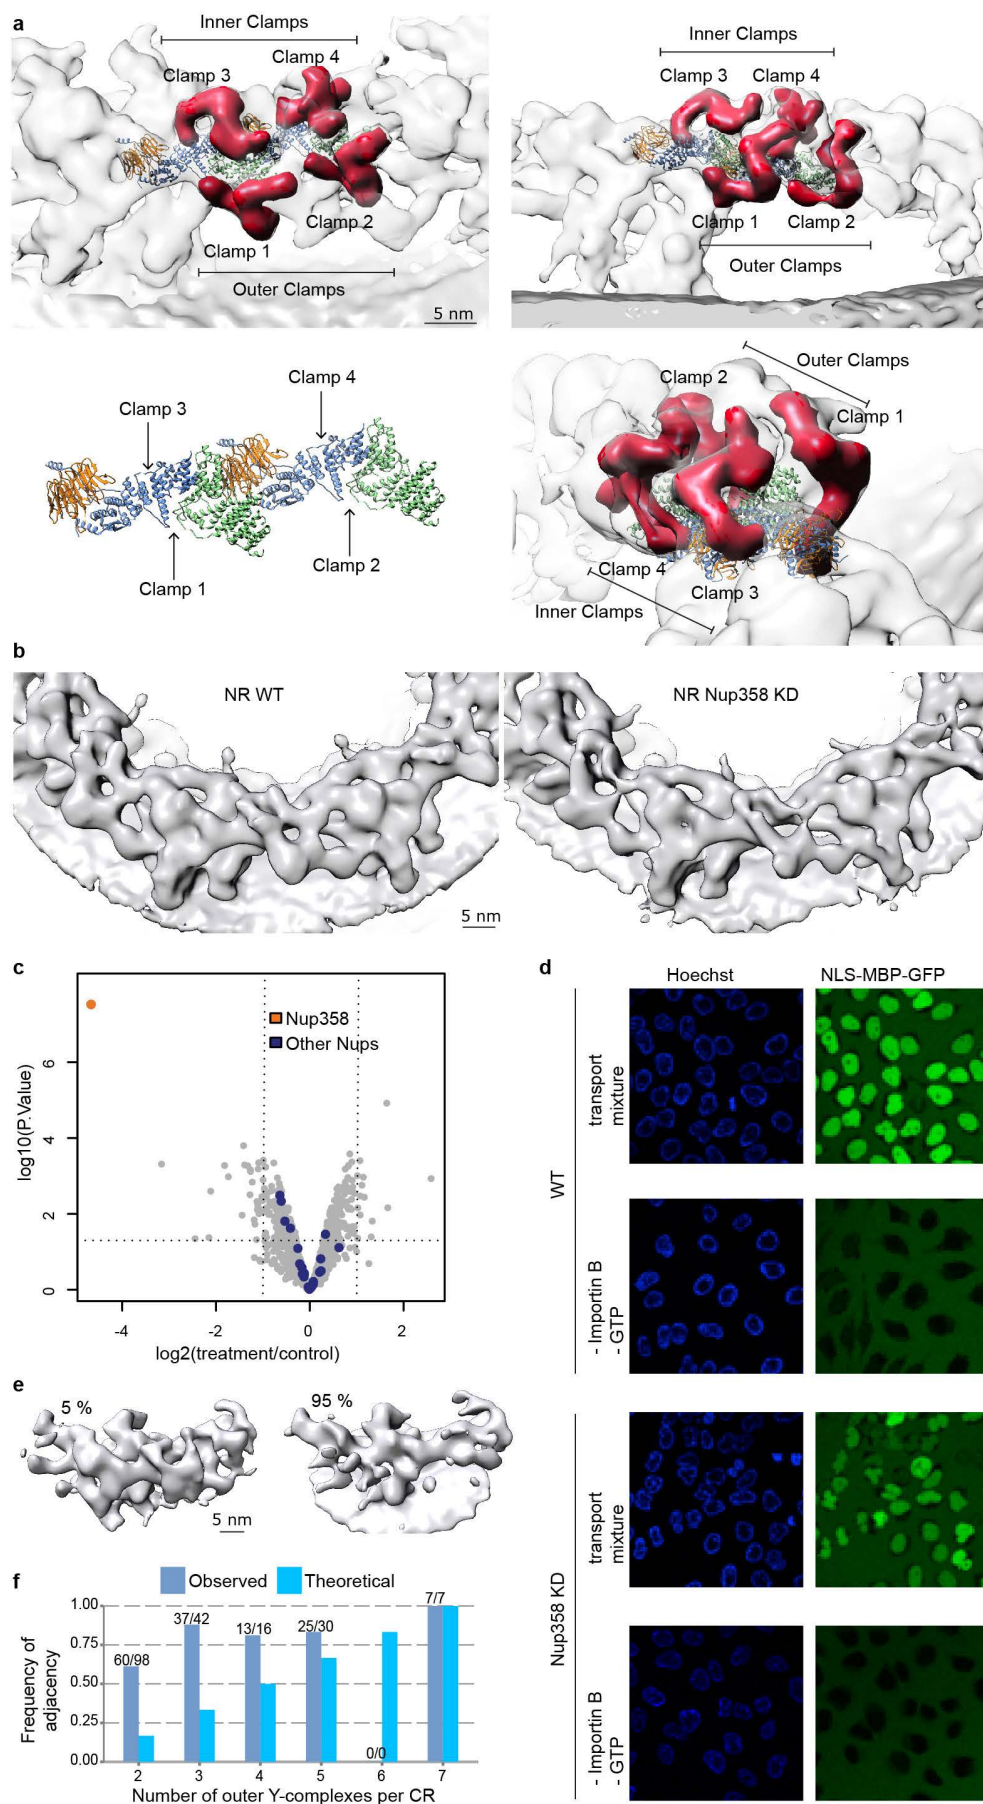 a
Inner Clamps
Clamp 3
Clamp 4
Clamp 1
Clamp 2
Outer Clamps
5 nm
Inner Clamps
Clamp 3
Clamp 4
Clamp 1
Clamp 2
Outer Clamps
Clamp 4
Clamp 3
Clamp 2
Clamp 1
Outer Clamps
Clamp 2
Clamp 1
Clamp 4
Clamp 3
Inner Clamps
b
NR WT
NR Nup358 KD
5 nm
c
Nup358
Other Nups
log10(P.Value)
6
4
2
0
-4
-2
0
2
log2(treatment/control)
d
Hoechst
NLS-MBP-GFP
WT
transport
mixture
- Importin B
- GTP
Nup358 KD
transport
mixture
- Importin B
- GTP
e
5 %
95 %
5 nm
f
Observed
Theoretical
Frequency of
adjacency
1.00
0.75
0.50
0.25
0.00
60/98
37/42
13/16
25/30
0/0
7/7
2
3
4
5
6
7
Number of outer Y-complexes per CR